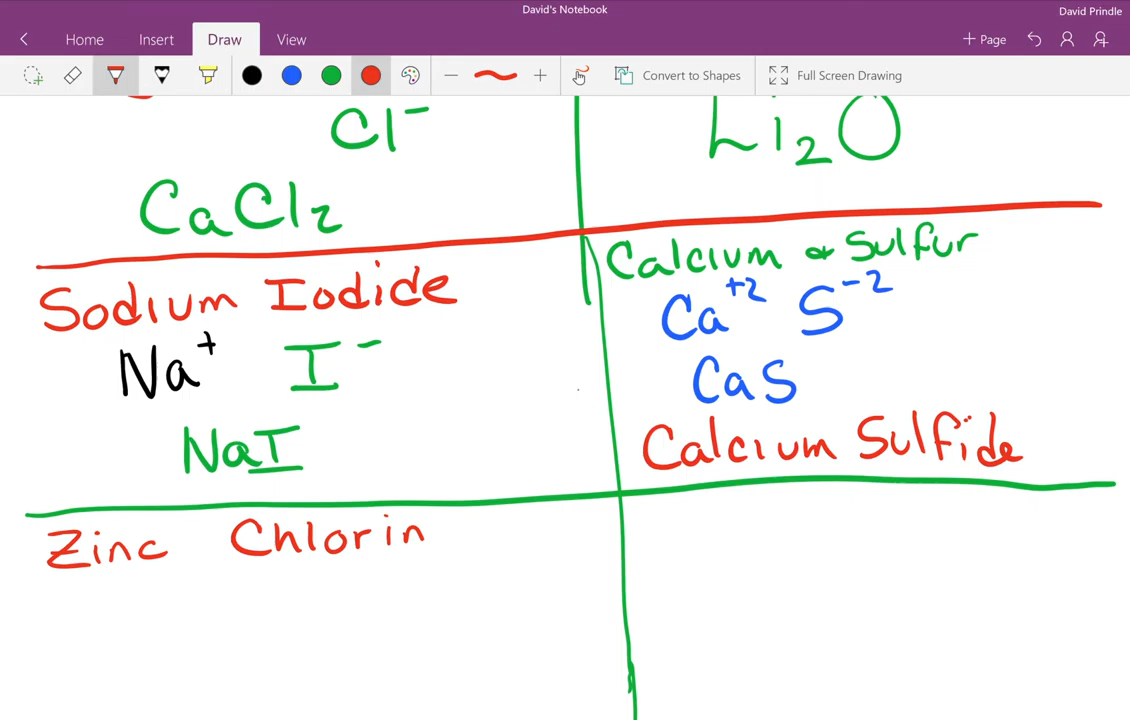 David's Notebook
David Prindle
Home Insert Draw View
Page
Convert to Shapes Full Screen Drawing
Cl⁻
CaCl₂
Li₂O
Sodium Iodide
Na⁺ I⁻
NaI
Calcium & Sulfur
Ca⁺² S⁻²
CaS
Calcium Sulfide
Zinc Chlorin